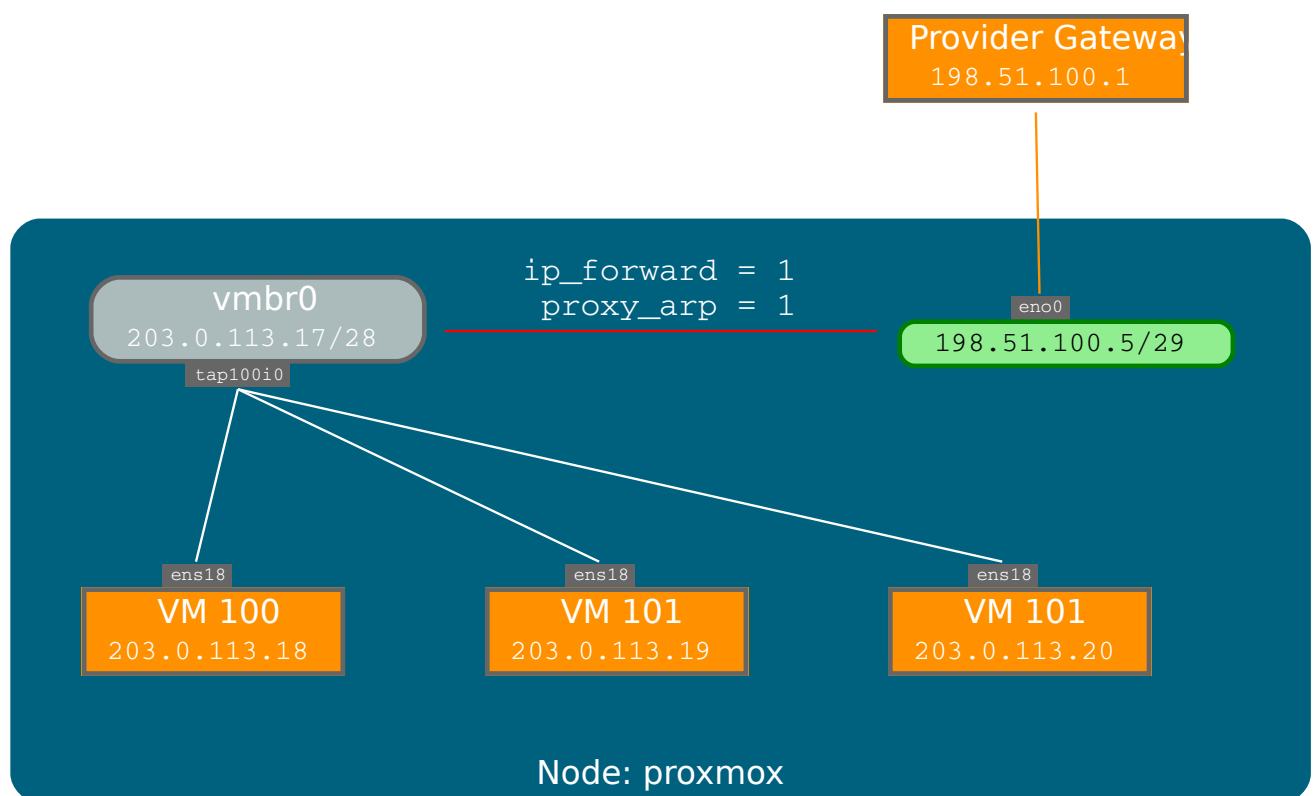 Provider Gateway
198.51.100.1
ip_forward = 1
proxy_arp = 1
vmbr0
203.0.113.17/28
tap100i0
eno0
198.51.100.5/29
ens18
VM 100
203.0.113.18
ens18
VM 101
203.0.113.19
ens18
VM 101
203.0.113.20
Node: proxmox